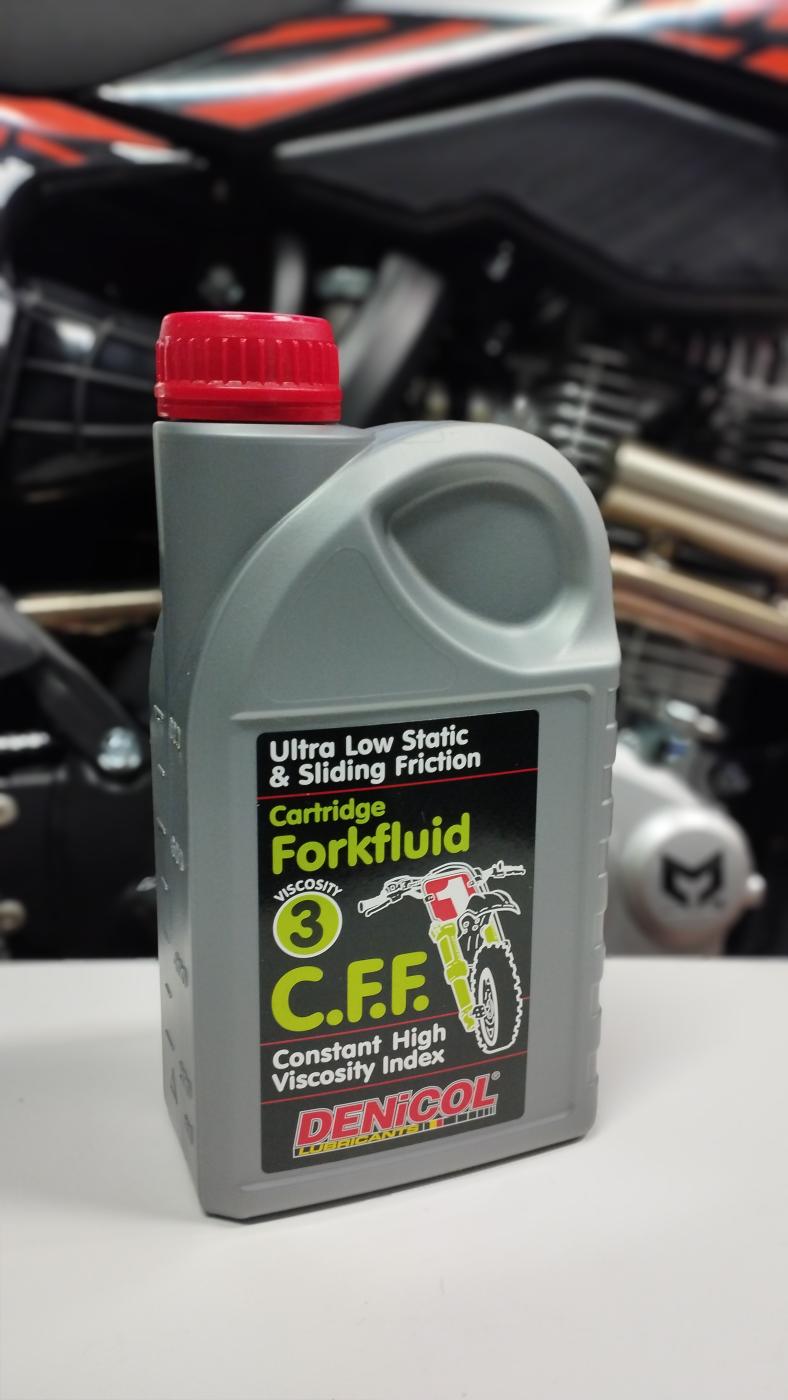 Ultra Low Static
& Sliding Friction
Cartridge
Forkfluid
VISCOSITY
3
C.F.F.
Constant High
Viscosity Index
DENiCOL®
LUBRICANTS